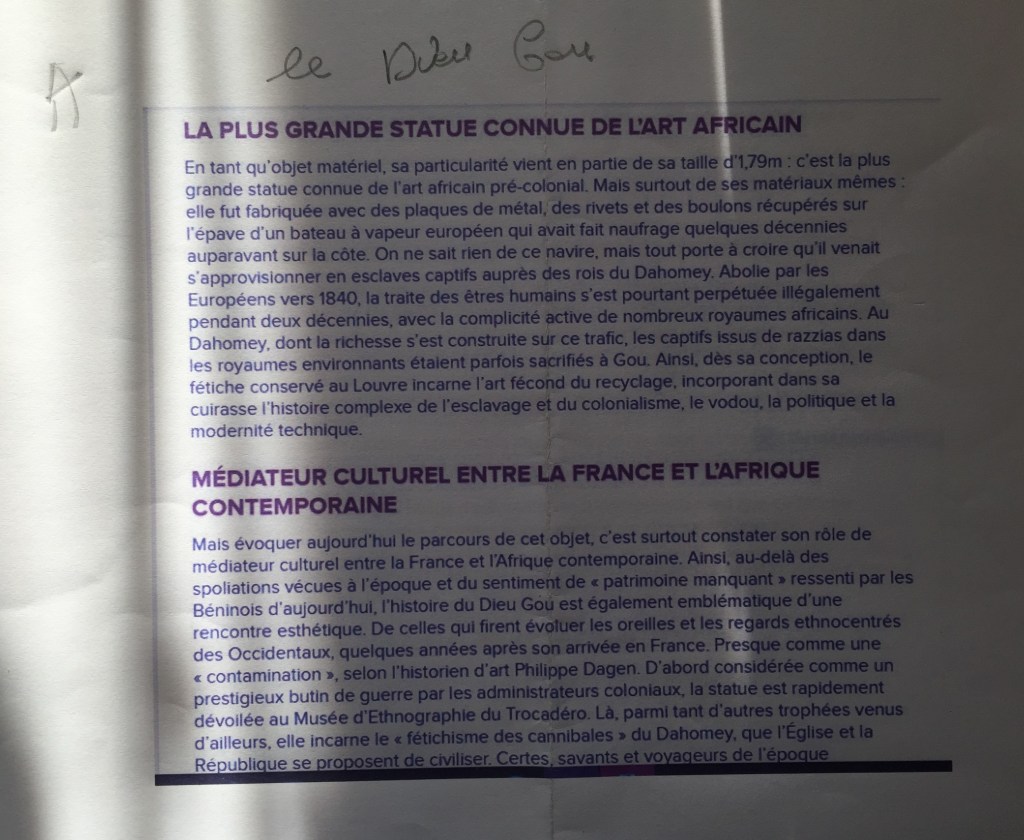 le Dieu Gou
A
LA PLUS GRANDE STATUE CONNUE DE L'ART AFRICAIN
En tant qu'objet matériel, sa particularité vient en partie de sa taille d'1,79m : c'est la plus
grande statue connue de l'art africain pré-colonial. Mais surtout de ses matériaux mêmes :
elle fut fabriquée avec des plaques de métal, des rivets et des boulons récupérés sur
l'épave d'un bateau à vapeur européen qui avait fait naufrage quelques décennies
auparavant sur la côte. On ne sait rien de ce navire, mais tout porte à croire qu'il venait
s'approvisionner en esclaves captifs auprès des rois du Dahomey. Abolie par les
Européens vers 1840, la traite des êtres humains s'est pourtant perpétuée illégalement
pendant deux décennies, avec la complicité active de nombreux royaumes africains. Au
Dahomey, dont la richesse s'est construite sur ce trafic, les captifs issus de razzias dans
les royaumes environnants étaient parfois sacrifiés à Gou. Ainsi, dès sa conception, le
fétiche conservé au Louvre incarne l'art fécond du recyclage, incorporant dans sa
cuirasse l'histoire complexe de l'esclavage et du colonialisme, le vodou, la politique et la
modernité technique.
MÉDIATEUR CULTUREL ENTRE LA FRANCE ET L'AFRIQUE
CONTEMPORAINE
Mais évoquer aujourd'hui le parcours de cet objet, c'est surtout constater son rôle de
médiateur culturel entre la France et l'Afrique contemporaine. Ainsi, au-delà des
spoliations vécues à l'époque et du sentiment de « patrimoine manquant » ressenti par les
Béninois d'aujourd'hui, l'histoire du Dieu Gou est également emblématique d'une
rencontre esthétique. De celles qui firent évoluer les oreilles et les regards ethnocentrés
des Occidentaux, quelques années après son arrivée en France. Presque comme une
« contamination », selon l'historien d'art Philippe Dagen. D'abord considérée comme un
prestigieux butin de guerre par les administrateurs coloniaux, la statue est rapidement
dévoilée au Musée d'Ethnographie du Trocadéro. Là, parmi tant d'autres trophées venus
d'ailleurs, elle incarne le « fétichisme des cannibales » du Dahomey, que l'Église et la
République se proposent de civiliser. Certes, savants et voyageurs de l'époque